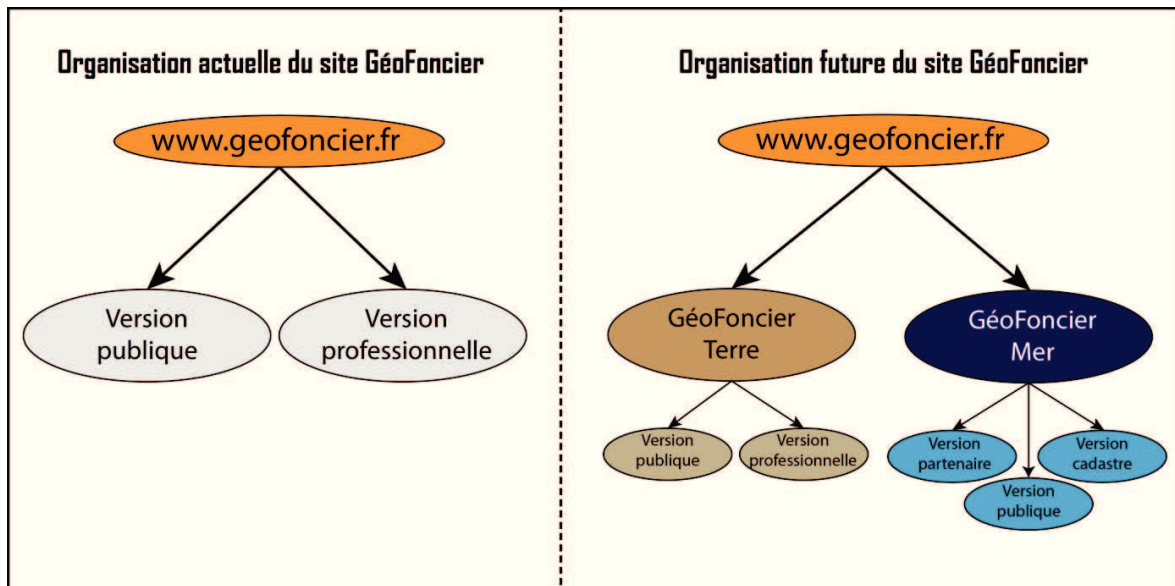 Organisation actuelle du site GéoFoncier
www.geofoncier.fr
Version
publique
Version
professionnelle
Organisation future du site GéoFoncier
www.geofoncier.fr
GéoFoncier
Terre
GéoFoncier
Mer
Version
publique
Version
professionnelle
Version
partenaire
Version
publique
Version
cadastre